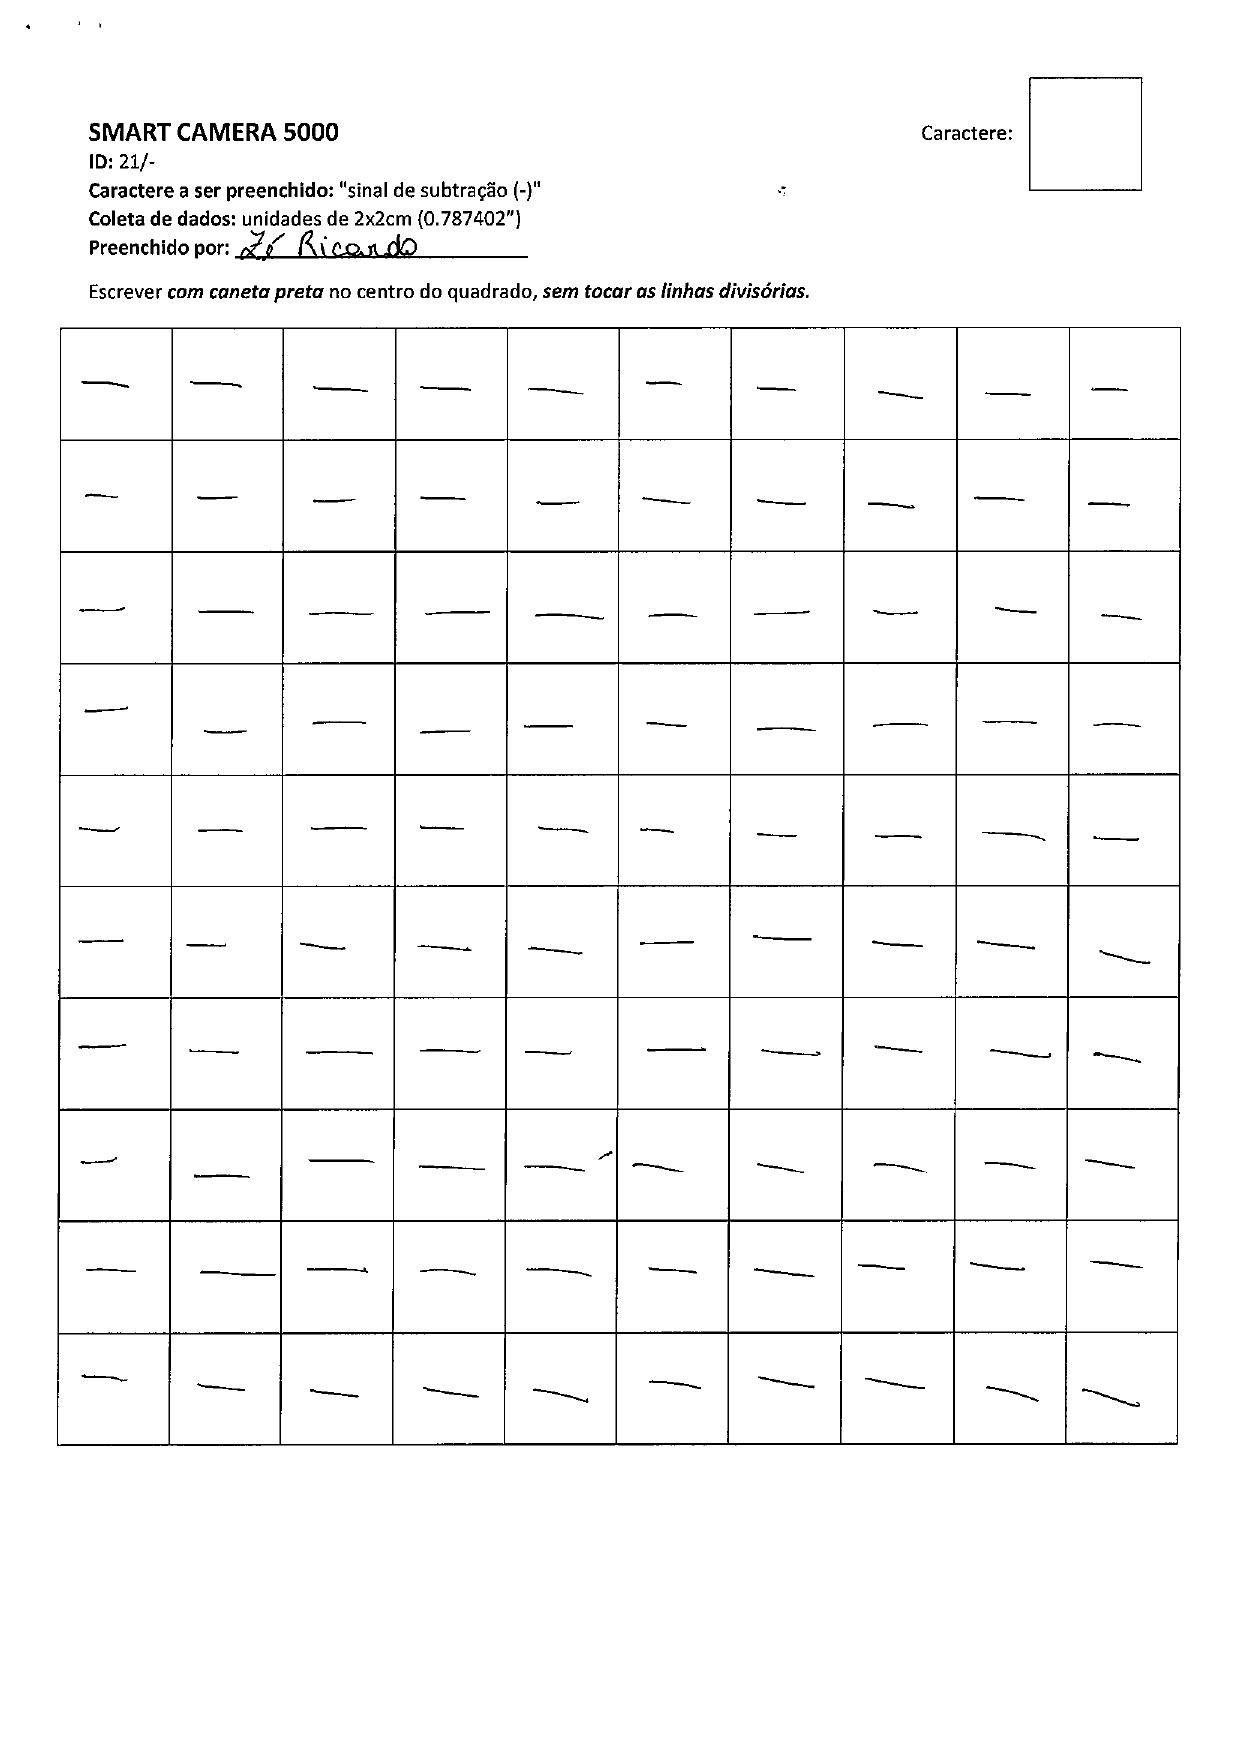 SMART CAMERA 5000
Caractere:
ID: 21/-
Caractere a ser preenchido: "sinal de subtração (-)"
Coleta de dados: unidades de 2x2cm (0.787402")
Preenchido por: Zé Ricardo
Escrever com caneta preta no centro do quadrado, sem tocar as linhas divisórias.
— — — — — — — — — —
— — — — — — — — — —
— — — — — — — — — —
— — — — — — — — — —
— — — — — — — — — —
— — — — — — — — — —
— — — — — — — — — —
— — — — — — — — — —
— — — — — — — — — —
— — — — — — — — — —